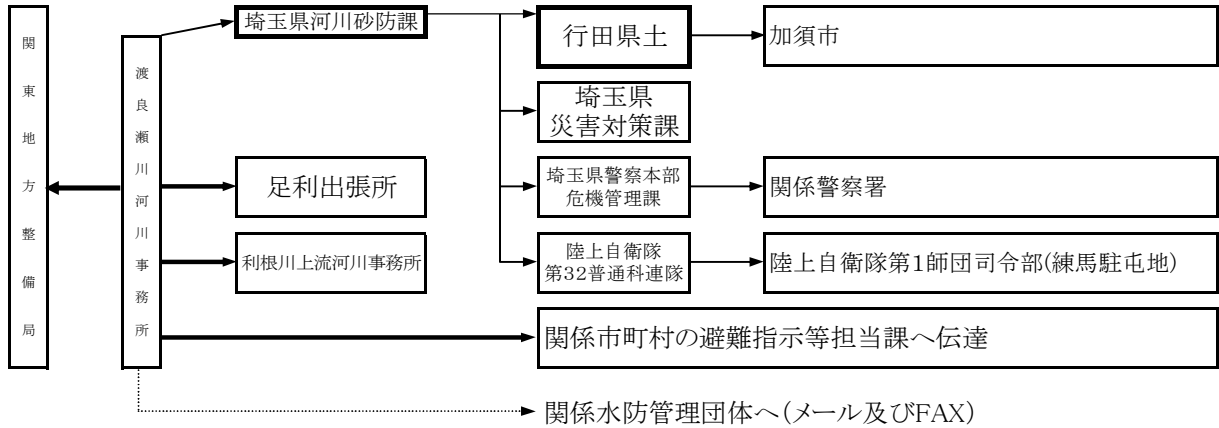 関東地方整備局
渡良瀬川河川事務所
埼玉県河川砂防課
行田県土
加須市
埼玉県
災害対策課
足利出張所
埼玉県警察本部
危機管理課
関係警察署
利根川上流河川事務所
陸上自衛隊
第32普通科連隊
陸上自衛隊第1師団司令部(練馬駐屯地)
関係市町村の避難指示等担当課へ伝達
関係水防管理団体へ(メール及びFAX)